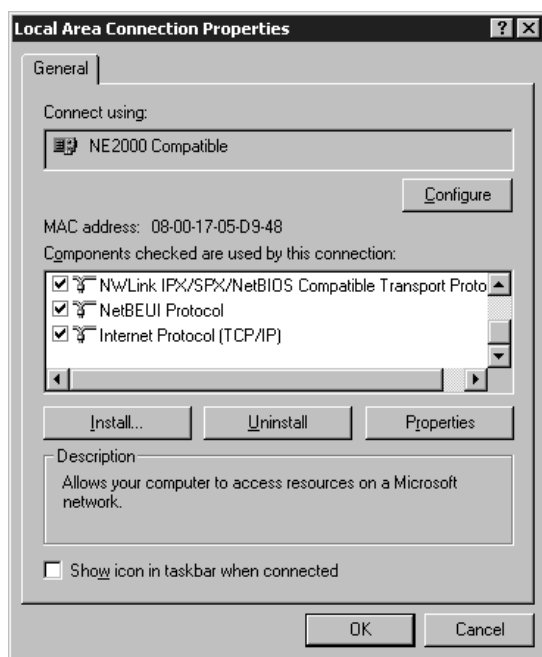 Local Area Connection Properties
General
Connect using:
NE2000 Compatible
Configure
MAC address: 08-00-17-05-D9-48
Components checked are used by this connection:
NWLink IPX/SPX/NetBIOS Compatible Transport Proto
NetBEUI Protocol
Internet Protocol (TCP/IP)
Install... Uninstall Properties
Description
Allows your computer to access resources on a Microsoft
network.
Show icon in taskbar when connected
OK Cancel